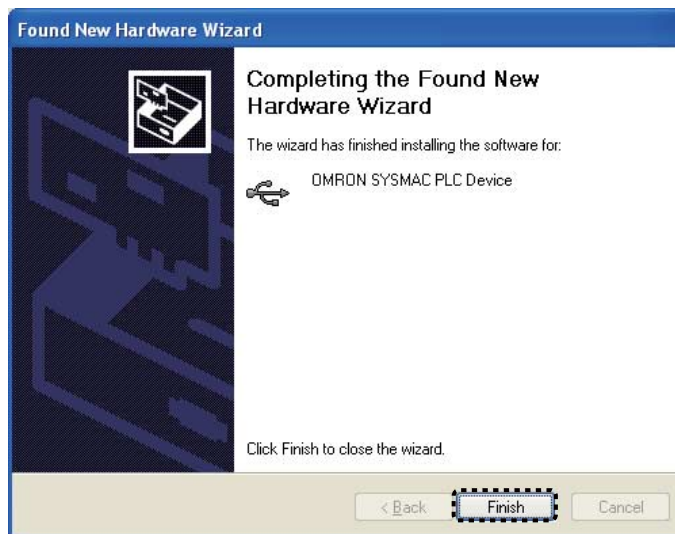 Found New Hardware Wizard
Completing the Found New
Hardware Wizard
The wizard has finished installing the software for:
OMRON SYSMAC PLC Device
Click Finish to close the wizard.
< Back Finish Cancel